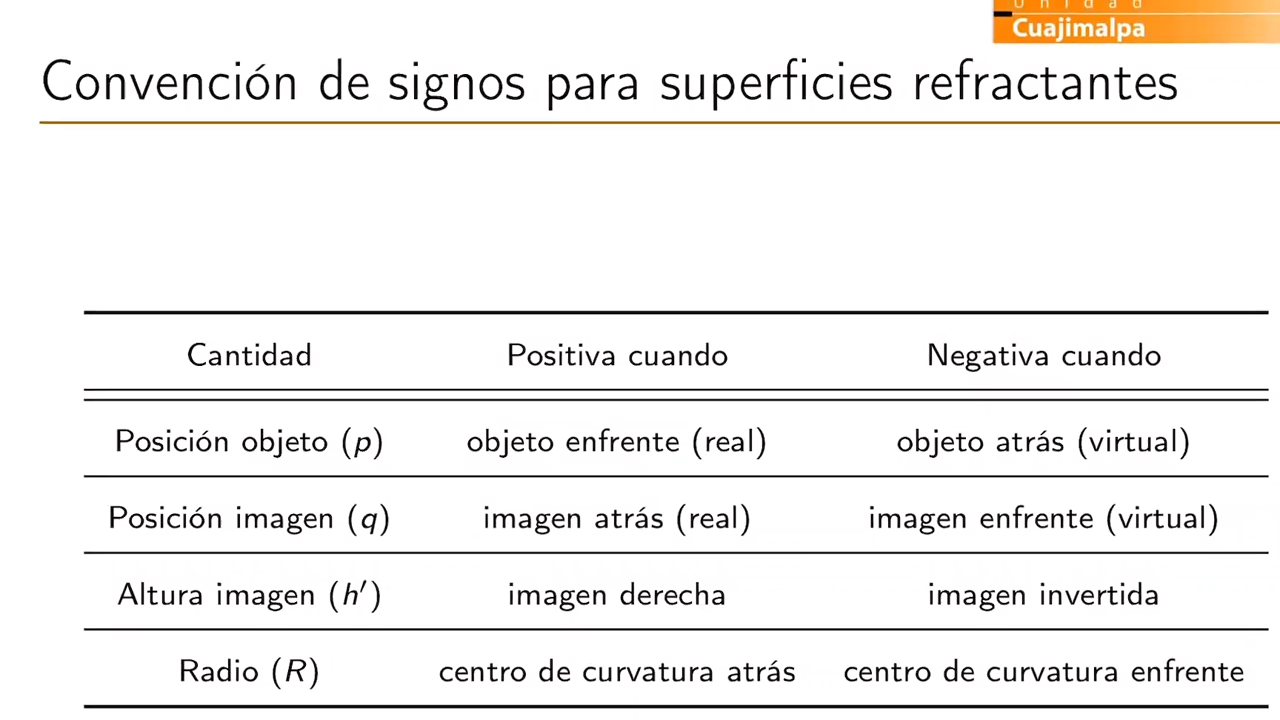 Unidad
Cuajimalpa
Convención de signos para superficies refractantes
Cantidad Positiva cuando Negativa cuando
Posición objeto (p) objeto enfrente (real) objeto atrás (virtual)
Posición imagen (q) imagen atrás (real) imagen enfrente (virtual)
Altura imagen (h′) imagen derecha imagen invertida
Radio (R) centro de curvatura atrás centro de curvatura enfrente